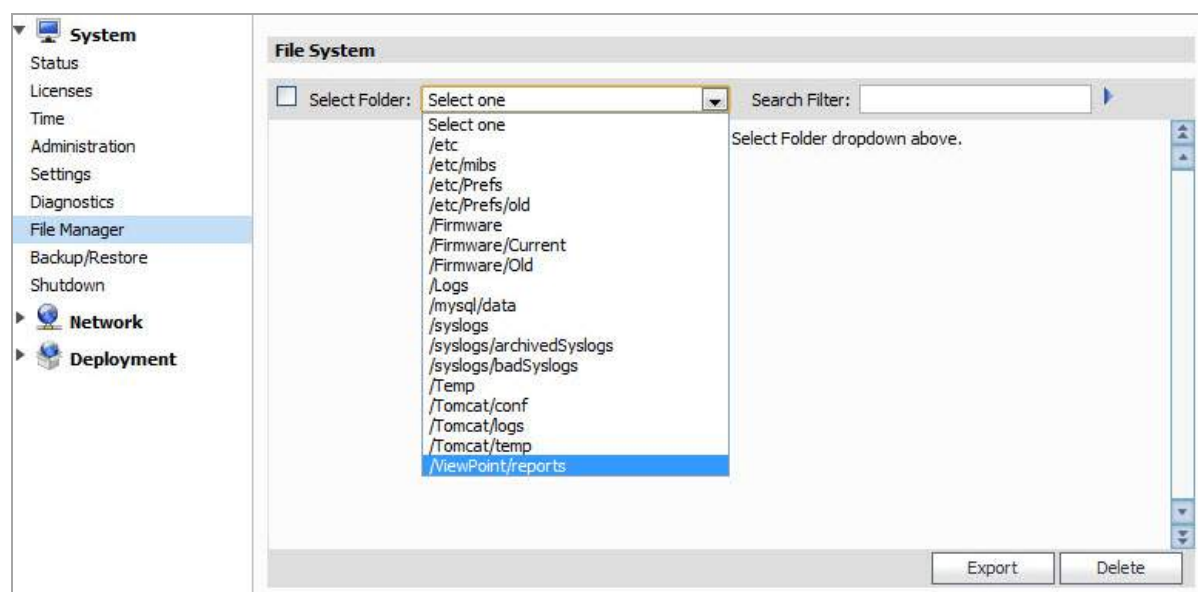 System
Status
Licenses
Time
Administration
Settings
Diagnostics
File Manager
Backup/Restore
Shutdown
Network
Deployment
File System
Select Folder: Select one Search Filter:
Select one
Select Folder dropdown above.
/etc
/etc/mibs
/etc/Prefs
/etc/Prefs/old
/Firmware
/Firmware/Current
/Firmware/Old
/Logs
/mysql/data
/syslogs
/syslogs/archivedSyslogs
/syslogs/badSyslogs
/Temp
/Tomcat/conf
/Tomcat/logs
/Tomcat/temp
/ViewPoint/reports
Export Delete